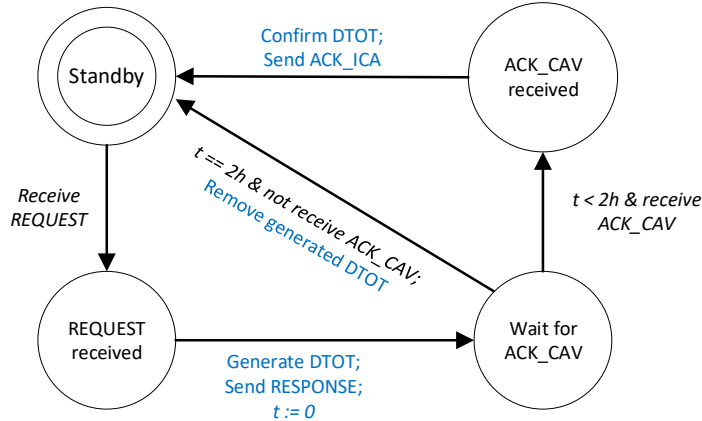 Confirm DTOT;
Send ACK_ICA
Standby
ACK_CAV
received
t == 2h & not receive ACK_CAV;
Remove generated DTOT
Receive
REQUEST
t < 2h & receive
ACK_CAV
REQUEST
received
Wait for
ACK_CAV
Generate DTOT;
Send RESPONSE;
t := 0